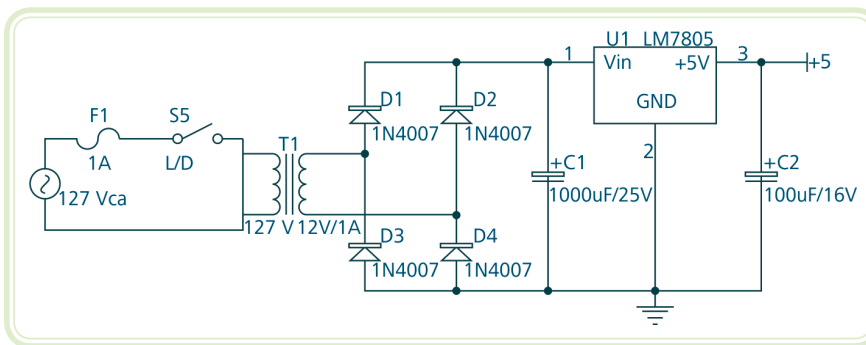 U1 LM7805
1
Vin
+5V
3
+5
GND
2
F1
S5
1A
L/D
127 Vca
T1
127 V
12V/1A
D1
1N4007
D2
1N4007
D3
1N4007
D4
1N4007
+C1
1000uF/25V
+C2
100uF/16V